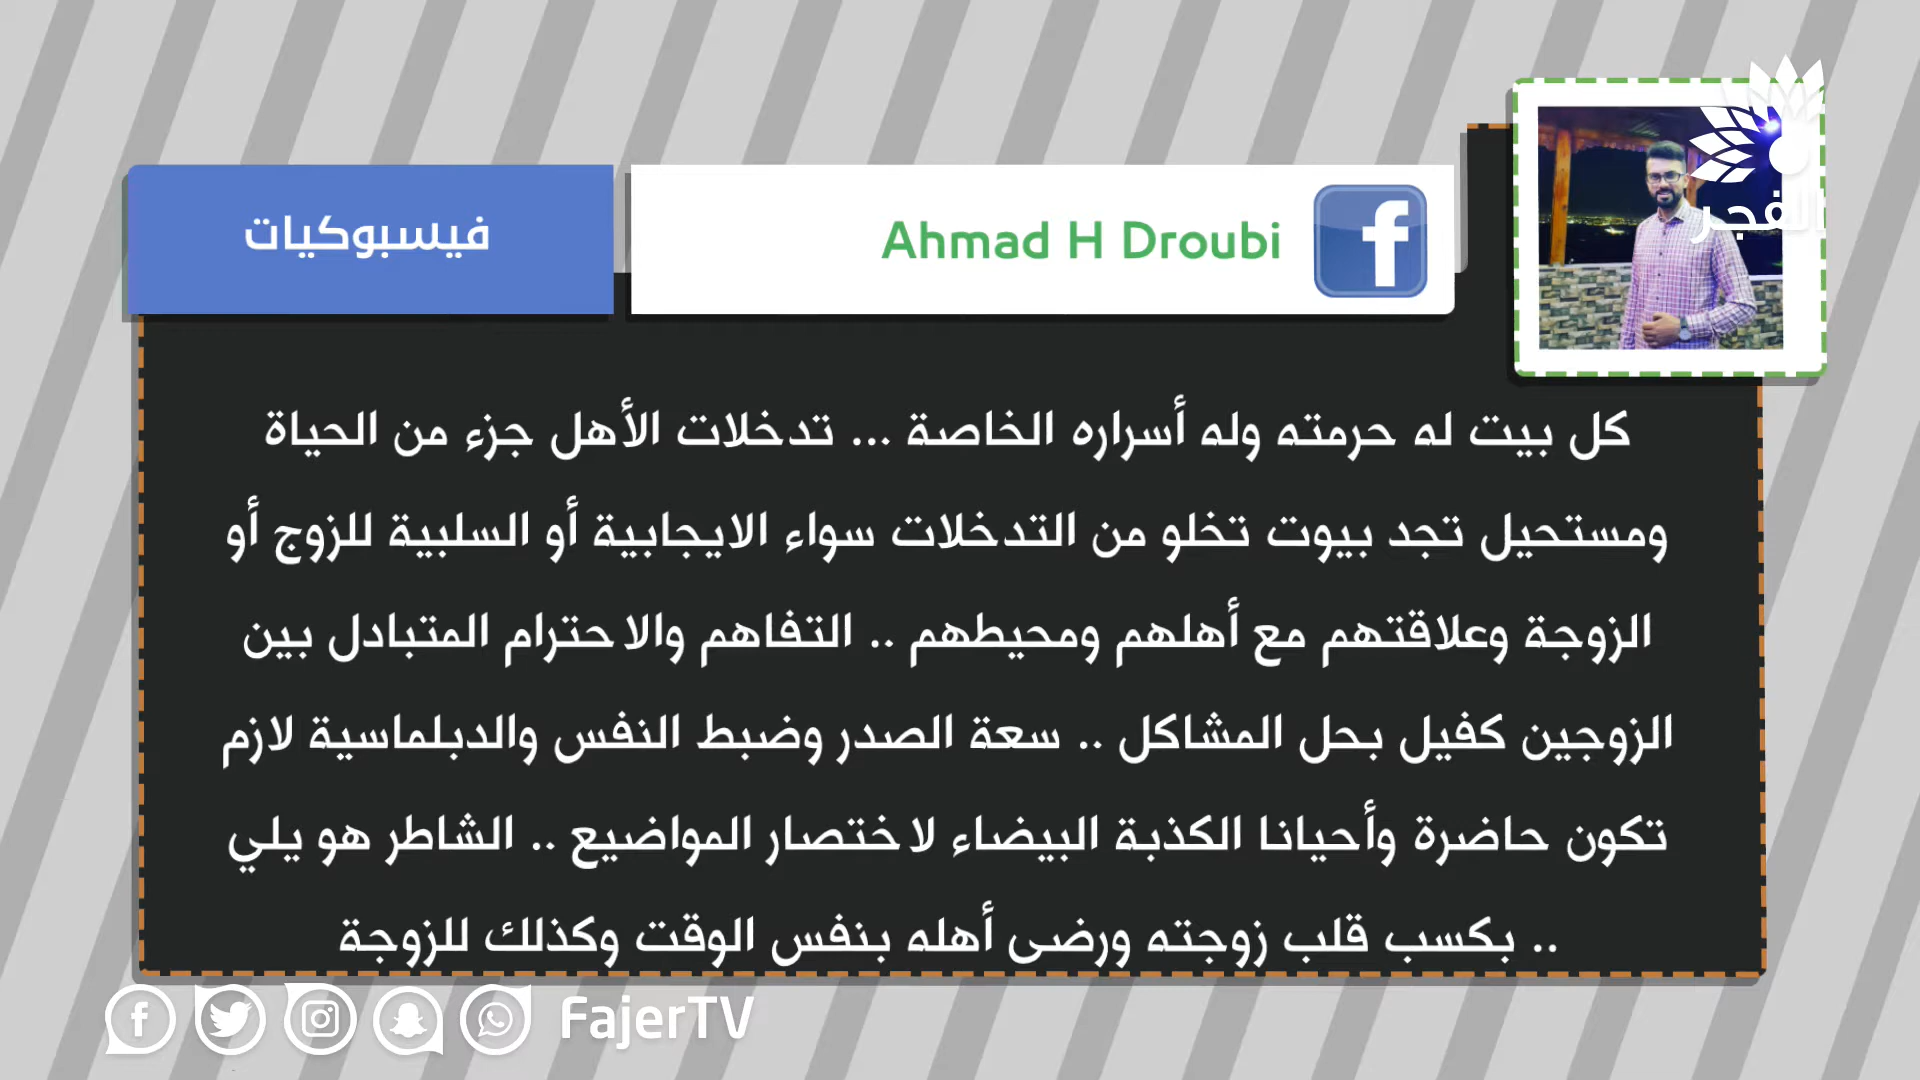 الفجر
فيسبوكيات
Ahmad H Droubi
f
كل بيت له حرمته وله أسراره الخاصة ... تدخلات الأهل جزء من الحياة
ومستحيل تجد بيوت تخلو من التدخلات سواء الايجابية أو السلبية للزوج أو
الزوجة وعلاقتهم مع أهلهم ومحيطهم .. التفاهم والاحترام المتبادل بين
الزوجين كفيل بحل المشاكل .. سعة الصدر وضبط النفس والدبلماسية لازم
تكون حاضرة وأحيانا الكذبة البيضاء لاختصار المواضيع .. الشاطر هو يلي
.. بكسب قلب زوجته ورضى أهله بنفس الوقت وكذلك للزوجة
FajerTV